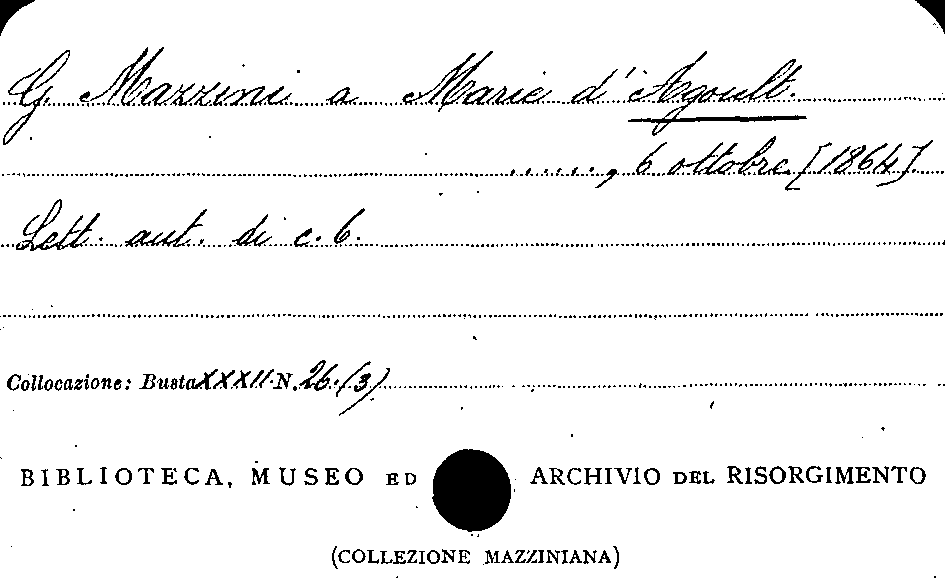 G. Mazzini a Marie d'Agoult.
......, 6 ottobre [1864].
Lett. aut. di c. 6.
Collocazione: Busta XXXII N. 26.(3)
BIBLIOTECA, MUSEO ED ARCHIVIO DEL RISORGIMENTO
(COLLEZIONE MAZZINIANA)